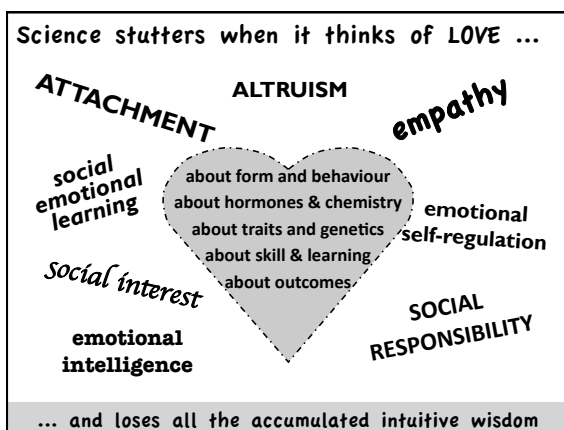 Science stutters when it thinks of LOVE ...
ATTACHMENT
ALTRUISM
empathy
social
emotional
learning
about form and behaviour
about hormones & chemistry
about traits and genetics
about skill & learning
about outcomes
emotional
self-regulation
social interest
emotional
intelligence
SOCIAL
RESPONSIBILITY
... and loses all the accumulated intuitive wisdom